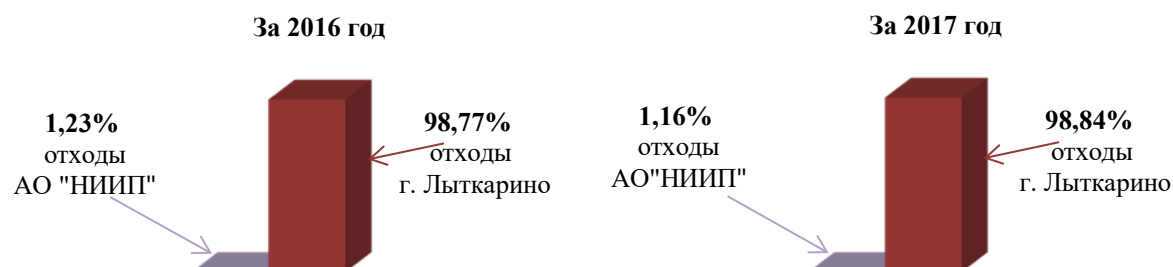 За 2016 год
1,23%
отходы
АО "НИИП"
98,77%
отходы
г. Лыткарино
За 2017 год
1,16%
отходы
АО"НИИП"
98,84%
отходы
г. Лыткарино